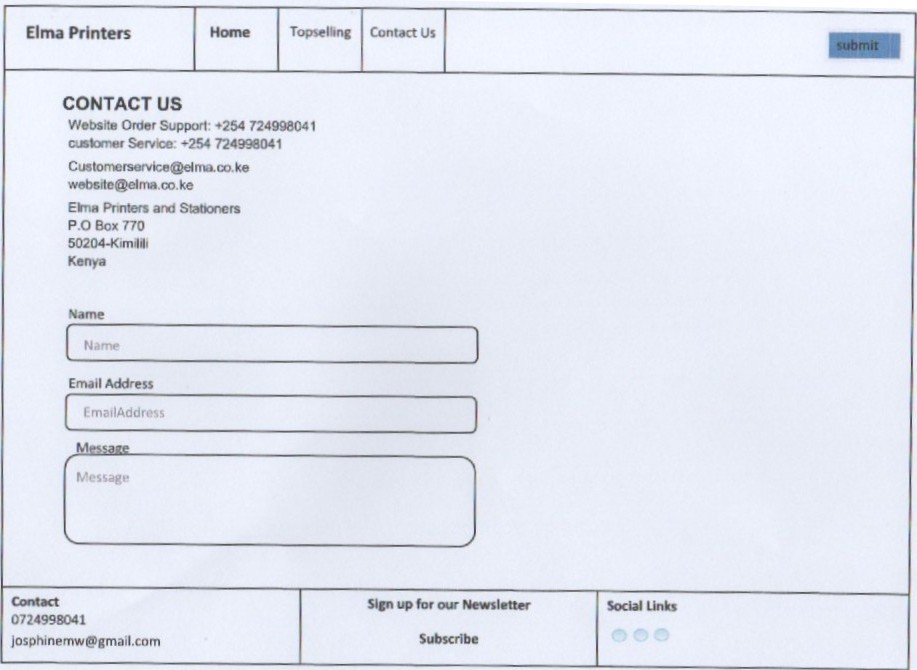 Elma Printers
Home
Topselling
Contact Us
submit
CONTACT US
Website Order Support: +254 724998041
customer Service: +254 724998041
Customerservice@elma.co.ke
website@elma.co.ke
Elma Printers and Stationers
P.O Box 770
50204-Kimilili
Kenya
Name
Name
Email Address
EmailAddress
Message
Message
Contact
0724998041
josphinemw@gmail.com
Sign up for our Newsletter
Subscribe
Social Links